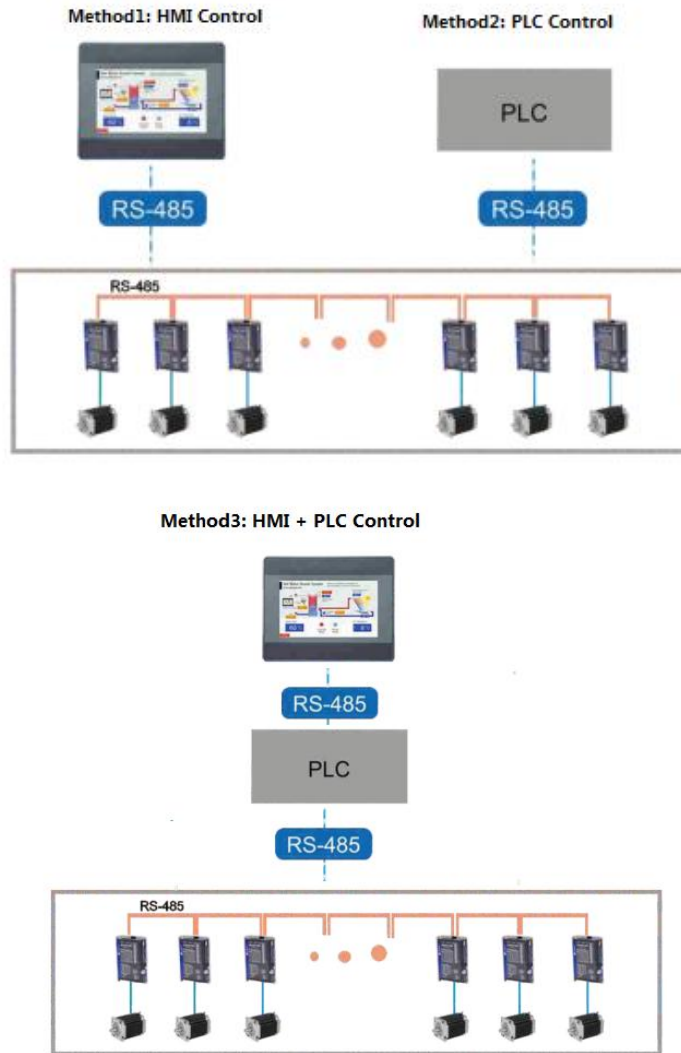 Method1: HMI Control
Method2: PLC Control
PLC
RS-485
RS-485
RS-485
Method3: HMI + PLC Control
RS-485
PLC
RS-485
RS-485